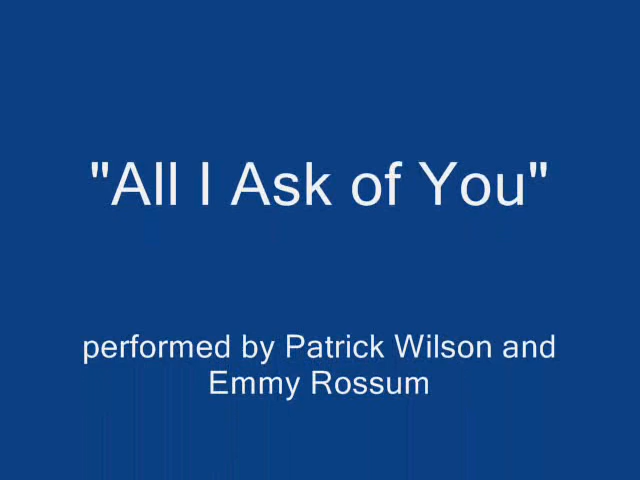 "All I Ask of You"
performed by Patrick Wilson and
Emmy Rossum